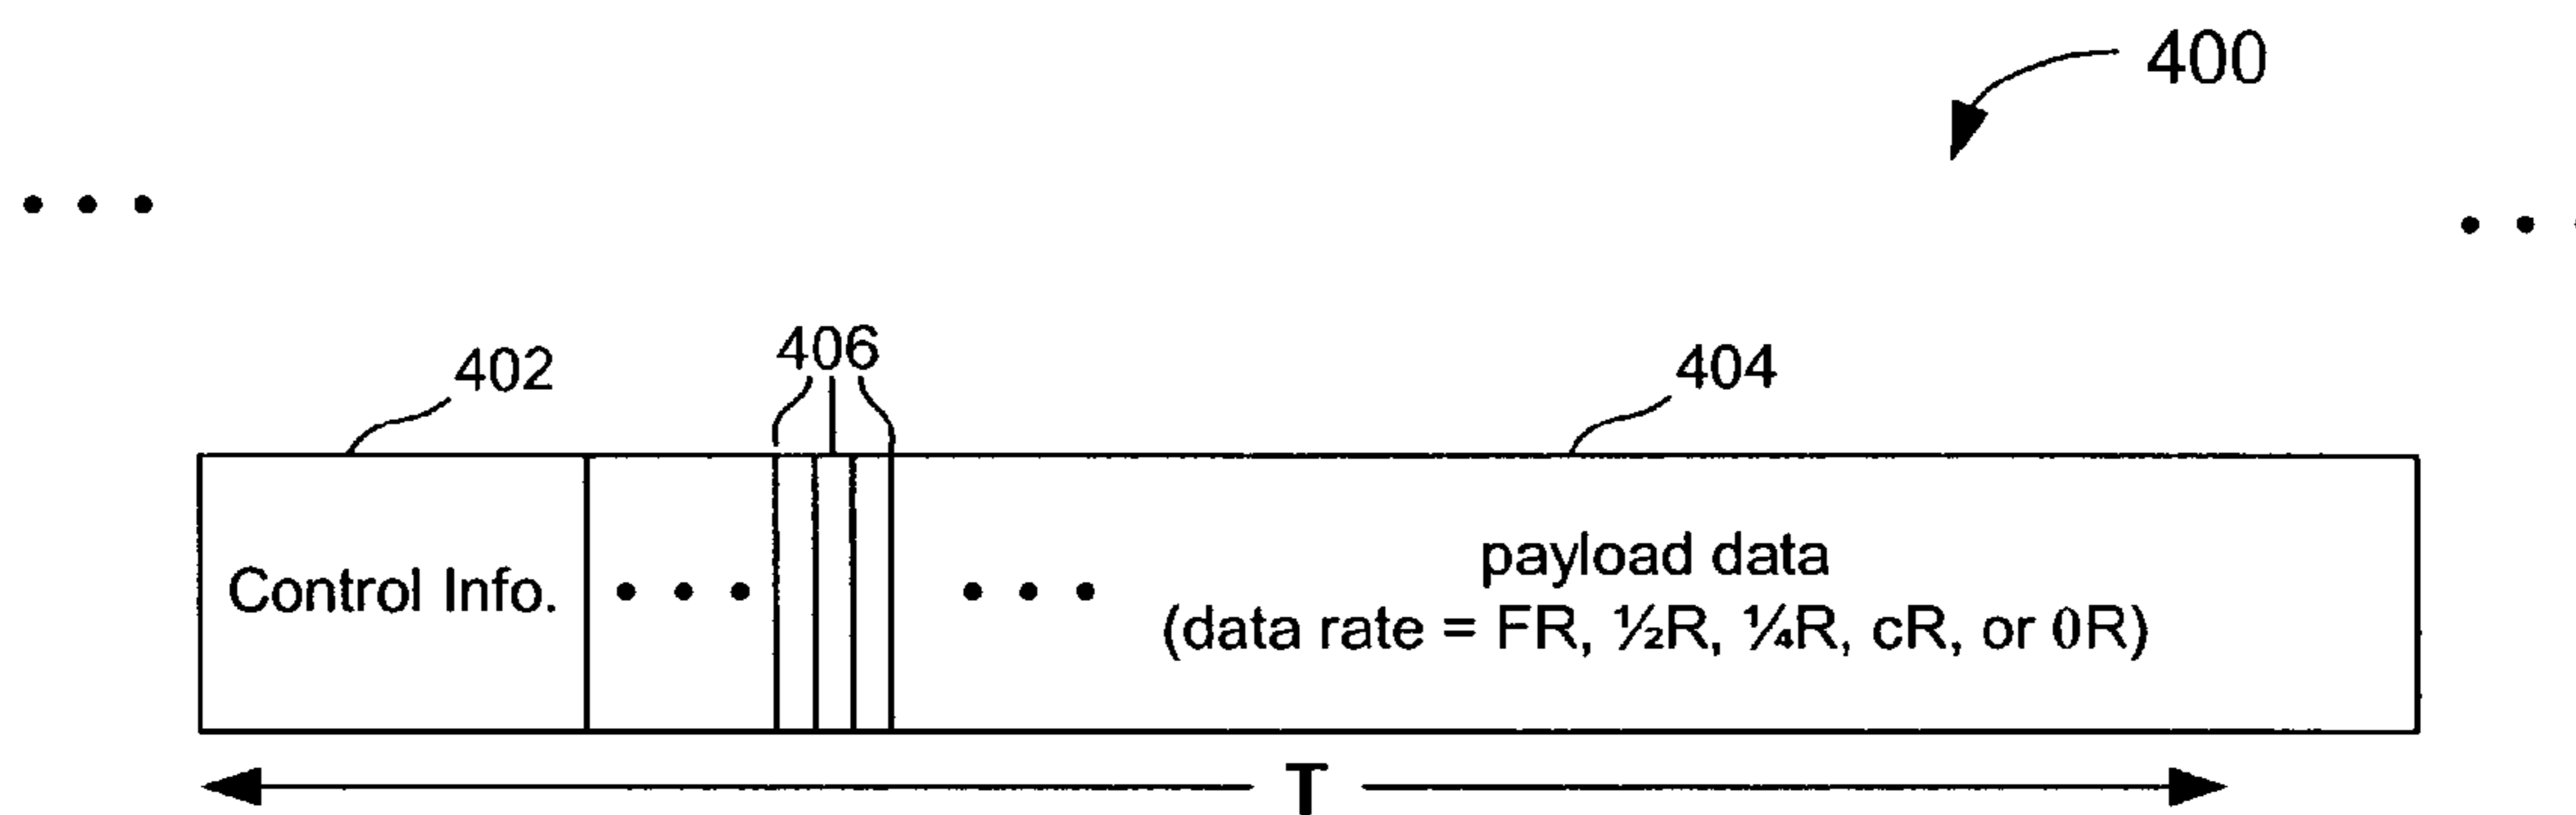 400
402
406
404
Control Info.
payload data
(data rate = FR, ½R, ¼R, cR, or 0R)
T